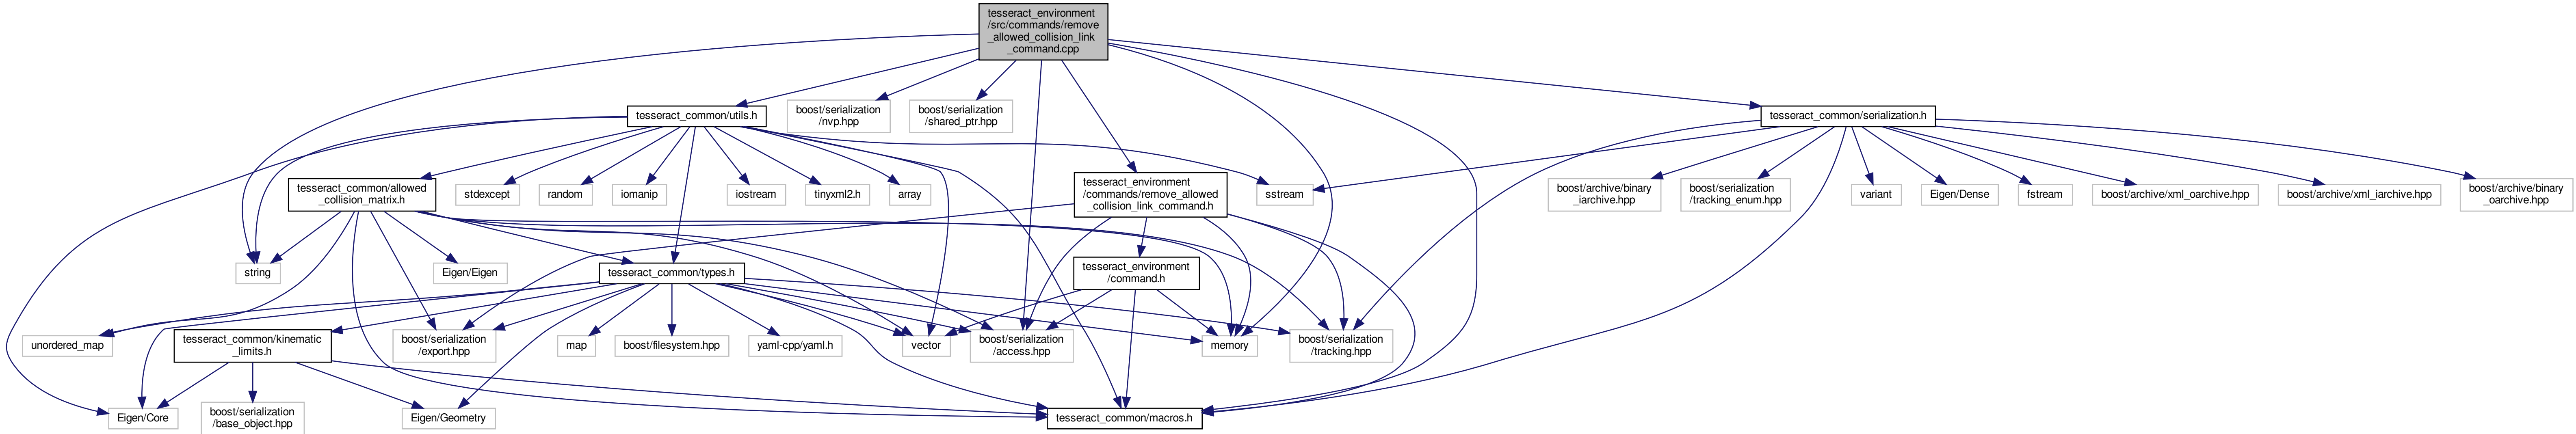 tesseract_environment
/src/commands/remove
_allowed_collision_link
_command.cpp
tesseract_common/utils.h
boost/serialization
/nvp.hpp
boost/serialization
/shared_ptr.hpp
tesseract_common/serialization.h
tesseract_common/allowed
_collision_matrix.h
stdexcept
random
iomanip
iostream
tinyxml2.h
array
tesseract_environment
/commands/remove_allowed
_collision_link_command.h
sstream
boost/archive/binary
_iarchive.hpp
boost/serialization
/tracking_enum.hpp
variant
Eigen/Dense
fstream
boost/archive/xml_oarchive.hpp
boost/archive/xml_iarchive.hpp
boost/archive/binary
_oarchive.hpp
string
Eigen/Eigen
tesseract_common/types.h
tesseract_environment
/command.h
unordered_map
tesseract_common/kinematic
_limits.h
boost/serialization
/export.hpp
map
boost/filesystem.hpp
yaml-cpp/yaml.h
vector
boost/serialization
/access.hpp
memory
boost/serialization
/tracking.hpp
Eigen/Core
boost/serialization
/base_object.hpp
Eigen/Geometry
tesseract_common/macros.h